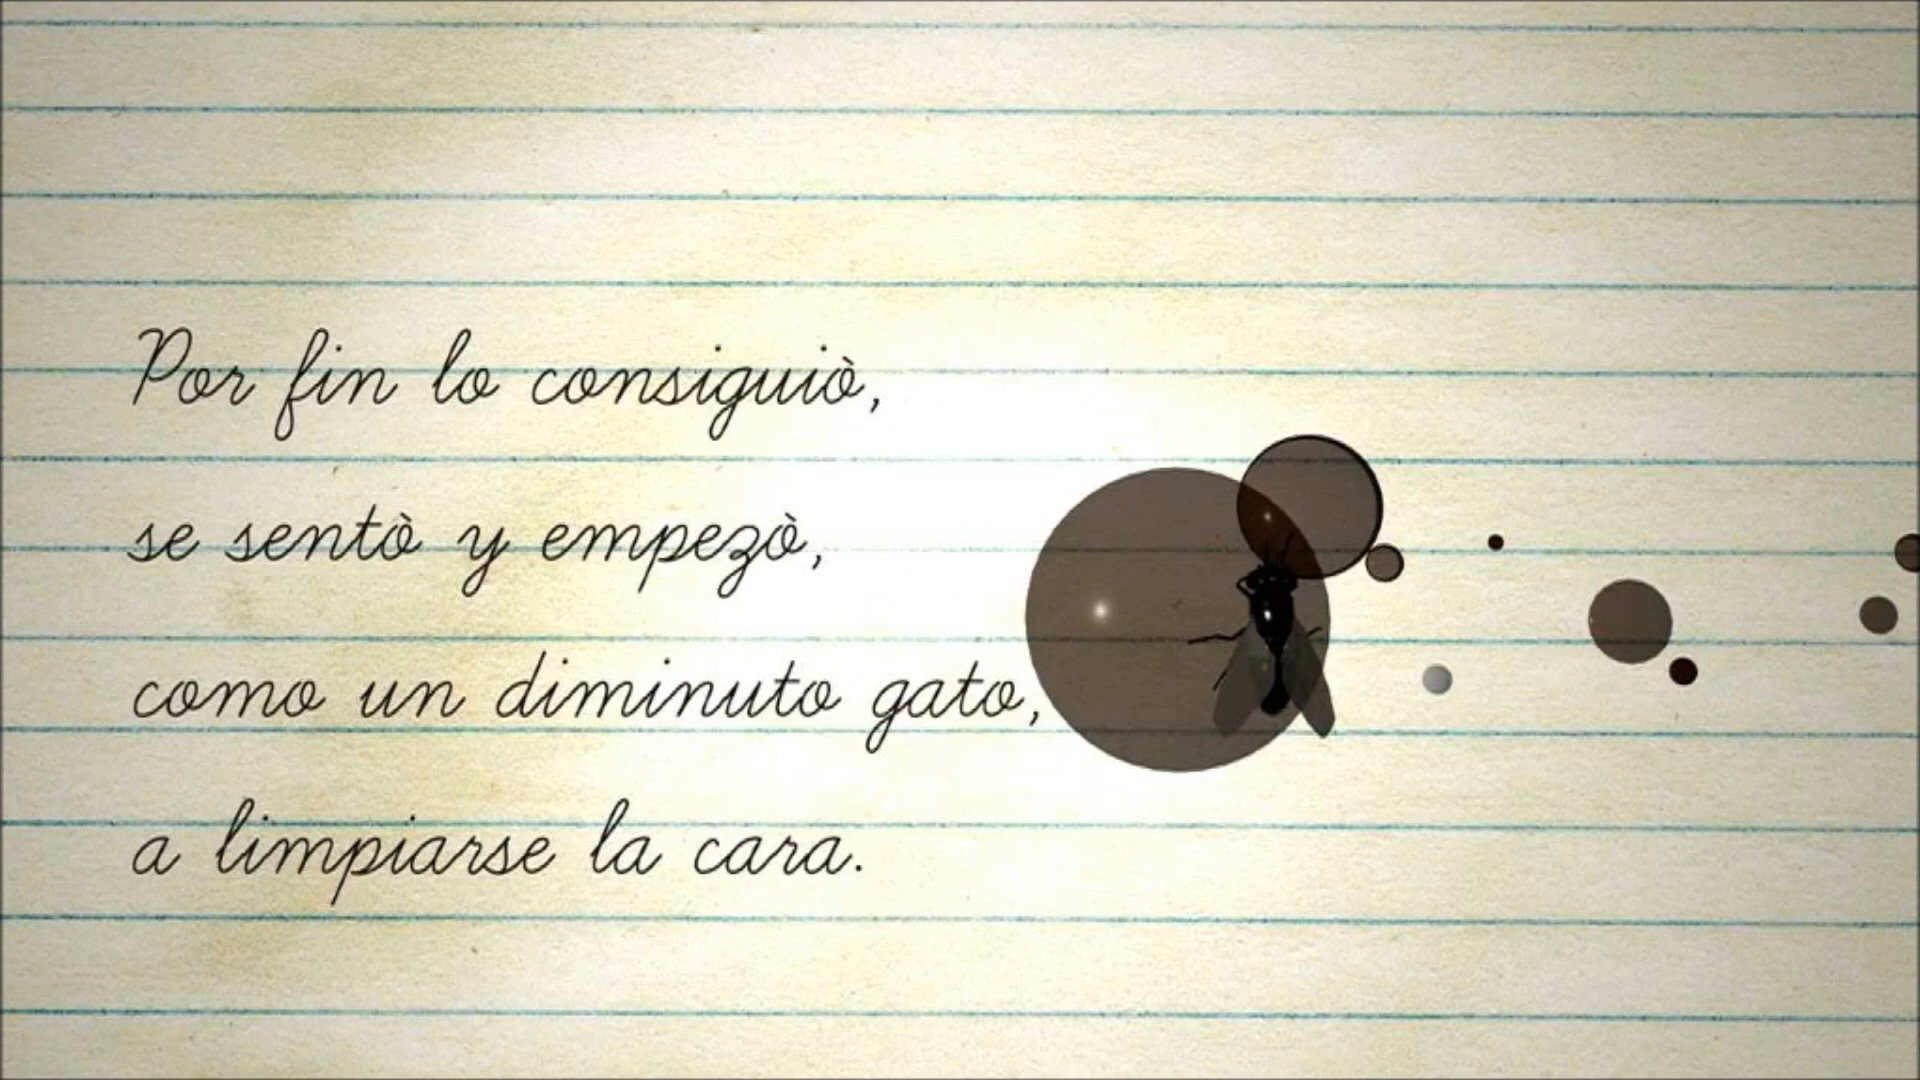 Por fin lo consiguiò,
se sentò y empezò,
como un diminuto gato,
a limpiarse la cara.